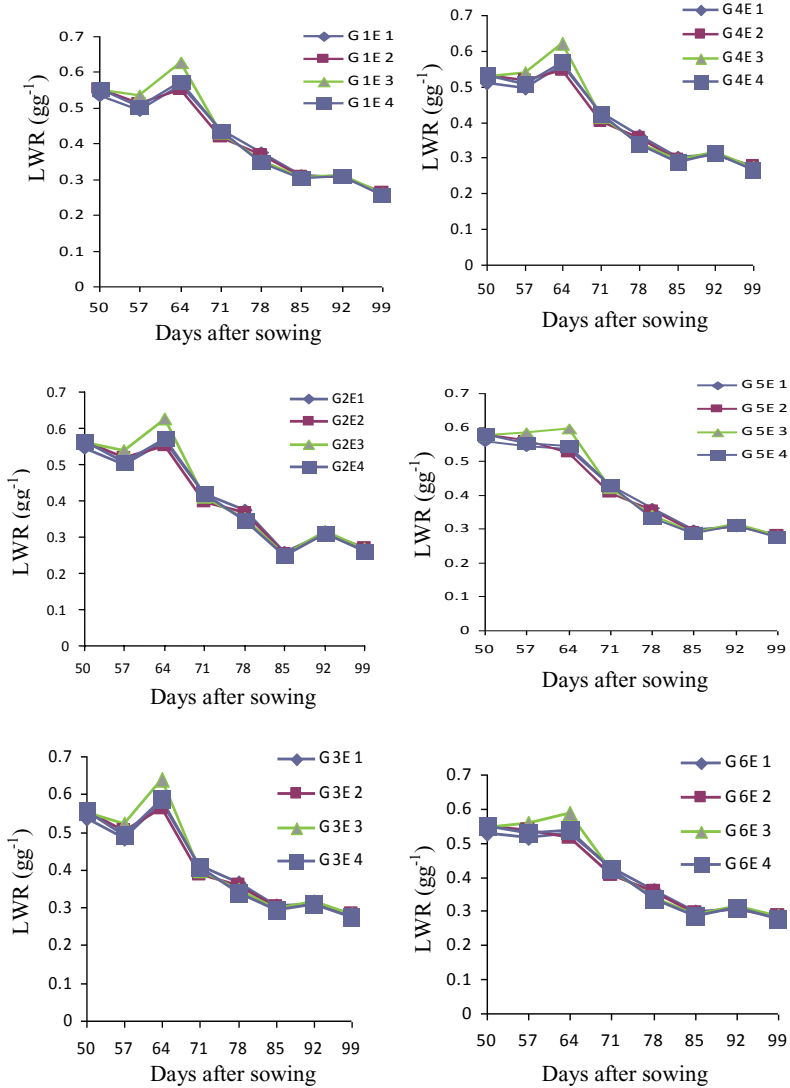 G1E1
G1E2
G1E3
G1E4
LWR (gg-1)
0.7
0.6
0.5
0.4
0.3
0.2
0.1
0
50 57 64 71 78 85 92 99
Days after sowing
G4E1
G4E2
G4E3
G4E4
LWR (gg-1)
0.7
0.6
0.5
0.4
0.3
0.2
0.1
0
50 57 64 71 78 85 92 99
Days after sowing
G2E1
G2E2
G2E3
G2E4
LWR (gg-1)
0.7
0.6
0.5
0.4
0.3
0.2
0.1
0
50 57 64 71 78 85 92 99
Days after sowing
G5E1
G5E2
G5E3
G5E4
LWR (gg-1)
0.7
0.6
0.5
0.4
0.3
0.2
0.1
0
50 57 64 71 78 85 92 99
Days after sowing
G3E1
G3E2
G3E3
G3E4
LWR (gg-1)
0.7
0.6
0.5
0.4
0.3
0.2
0.1
0
50 57 64 71 78 85 92 99
Days after sowing
G6E1
G6E2
G6E3
G6E4
LWR (gg-1)
0.7
0.6
0.5
0.4
0.3
0.2
0.1
0
50 57 64 71 78 85 92 99
Days after sowing